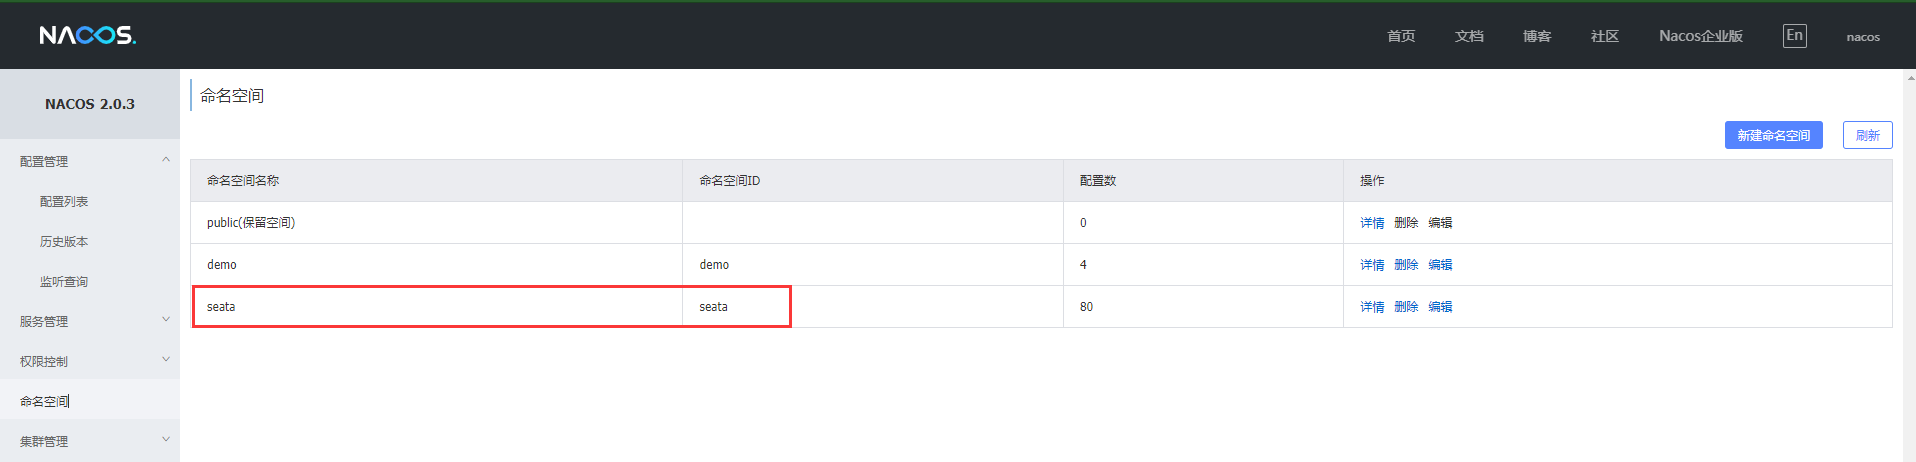 NACOS.
首页 文档 博客 社区 Nacos企业版 En nacos
NACOS 2.0.3
配置管理
配置列表
历史版本
监听查询
服务管理
权限控制
命名空间
集群管理
命名空间
新建命名空间 刷新
命名空间名称 命名空间ID 配置数 操作
public(保留空间) 0 详情 删除 编辑
demo demo 4 详情 删除 编辑
seata seata 80 详情 删除 编辑